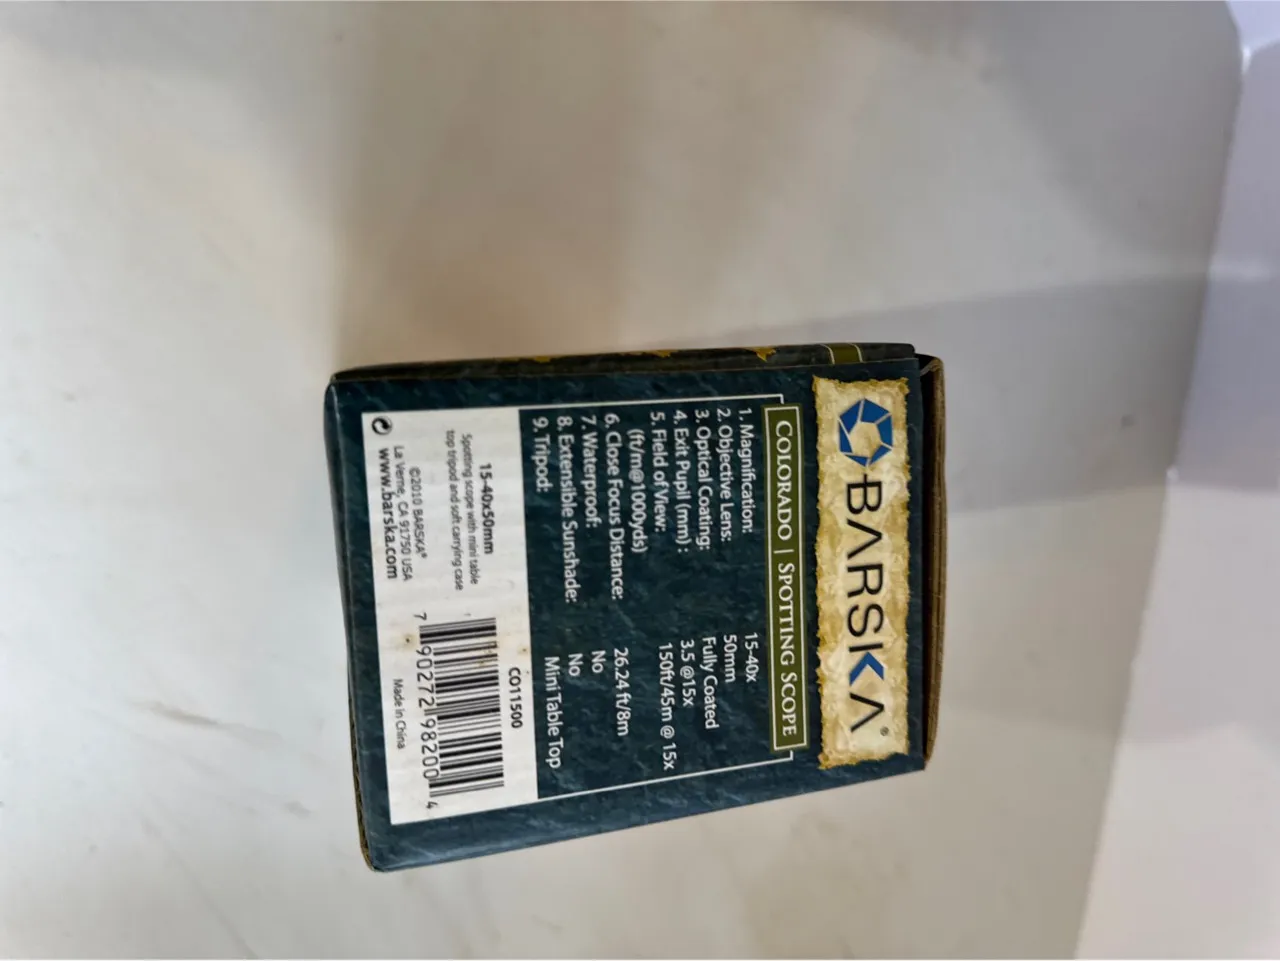 BARSKA®
COLORADO | SPOTTING SCOPE
1. Magnification: 15-40x
2. Objective Lens: 50mm
3. Optical Coating: Fully Coated
4. Exit Pupil (mm): 3.5 @15x
5. Field of View: 150ft/45m @ 15x
(ft/m@1000yds)
6. Close Focus Distance: 26.24 ft/8m
7. Waterproof: No
8. Extensible Sunshade: No
9. Tripod: Mini Table Top
15-40x50mm
Spotting scope with mini table
top tripod and soft carrying case
©2010 BARSKA®
La Verne, CA 91750 USA
www.barska.com
CO11500
7 90272 98200 4
Made in China